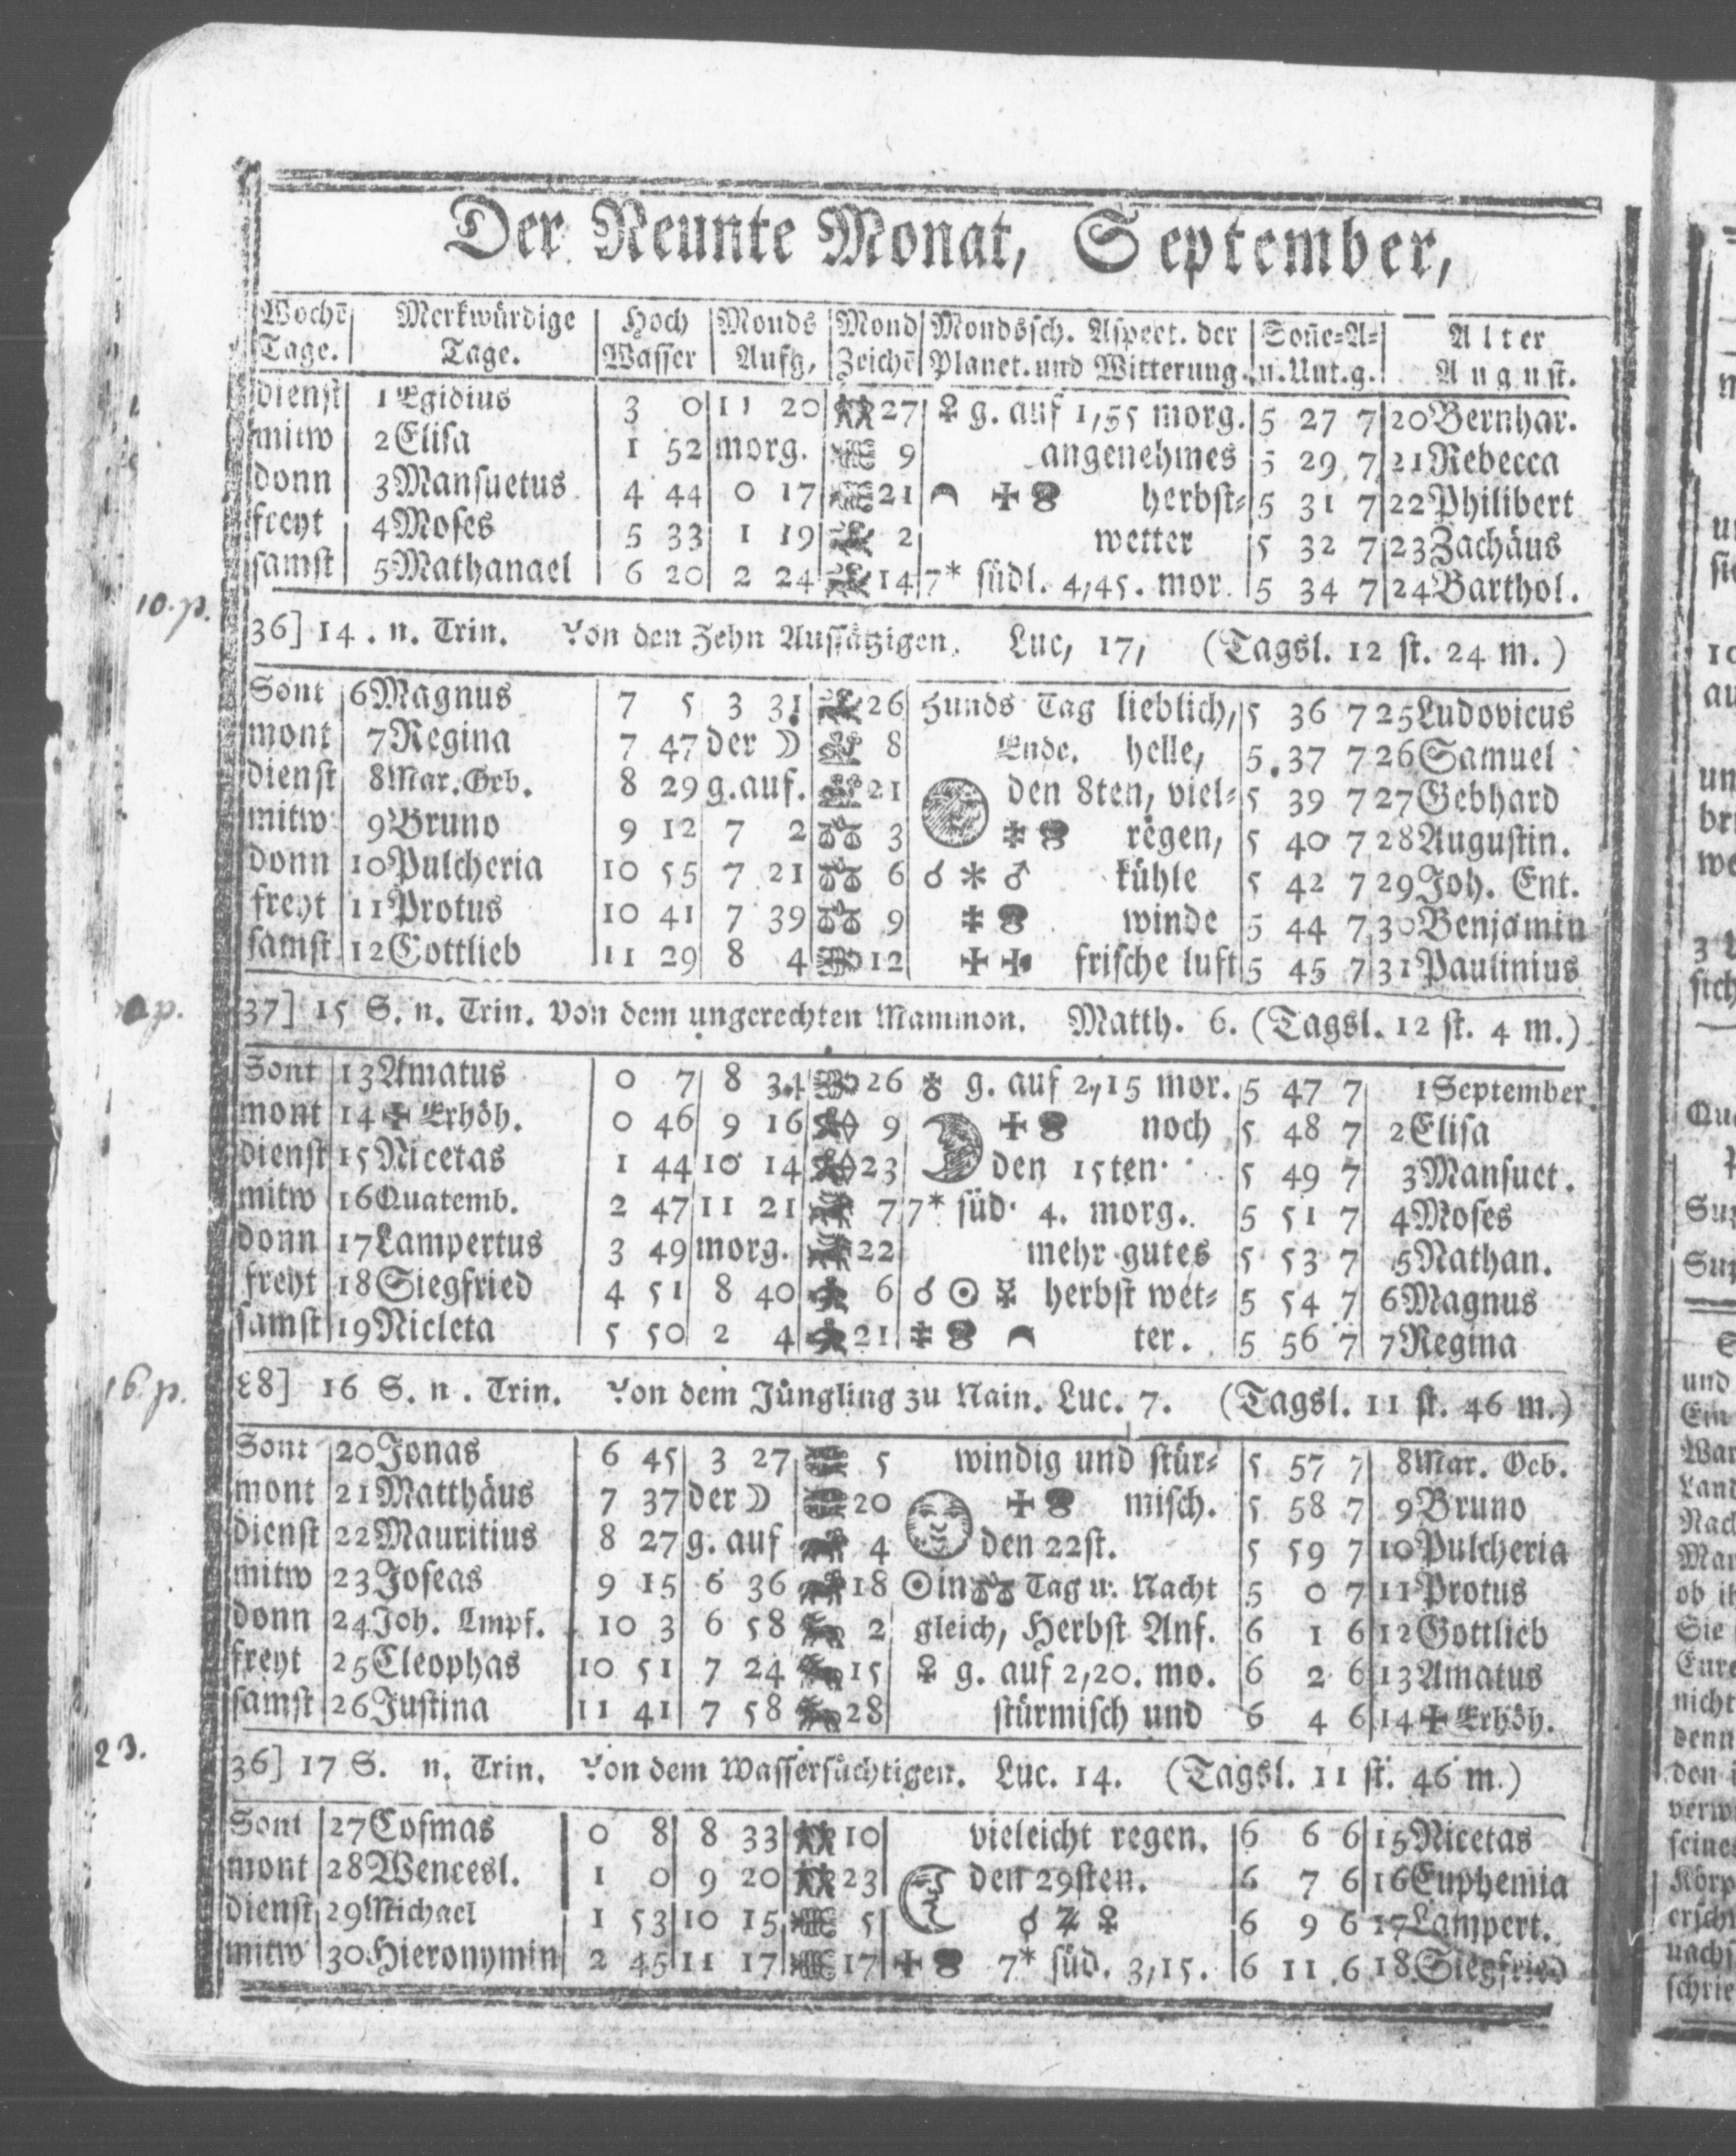 Der Neunte Monat, September,
Wochē Merkwürdige Hoch Monds Mond Mondssch. Aspect. der Soñe=A= Alter
Tage. Tage. Wasser Aufg, Zeichē Planet. und Witterung. u. Unt. g. August.
dienst 1 Egidius 3 0 11 20 27 ♀ g. auf 1,55 morg. 5 27 7 20 Bernhar.
mitw 2 Elisa 1 52 morg. 9 angenehmes 5 29 7 21 Rebecca
donn 3 Mansuetus 4 44 0 17 21 herbst= 5 31 7 22 Philibert
freyt 4 Moses 5 33 1 19 2 wetter 5 32 7 23 Zachäus
samst 5 Mathanael 6 20 2 24 14 7* südl. 4,45. mor. 5 34 7 24 Barthol.
10. p.
36] 14. n. Trin. Von den Zehn Aussätzigen. Luc, 17, (Tagsl. 12 st. 24 m.)
Sont 6 Magnus 7 5 3 31 26 Hunds Tag lieblich, 5 36 7 25 Ludovicus
mont 7 Regina 7 47 der ☽ 8 Ende. helle, 5 37 7 26 Samuel
dienst 8 Mar. Geb. 8 29 g. auf. 21 den 8ten, viel= 5 39 7 27 Gebhard
mitw 9 Bruno 9 12 7 2 ♎ 3 regen, 5 40 7 28 Augustin.
donn 10 Pulcheria 10 55 7 21 ♎ 6 ☌ ✻ ♂ kühle 5 42 7 29 Joh. Ent.
freyt 11 Protus 10 41 7 39 ♎ 9 winde 5 44 7 30 Benjamin
samst 12 Gottlieb 11 29 8 4 12 frische luft 5 45 7 31 Paulinius
37] 15 S. n. Trin. Von dem ungerechten Mammon. Matth. 6. (Tagsl. 12 st. 4 m.)
Sont 13 Amatus 0 7 8 34 26 g. auf 2,15 mor. 5 47 7 1 September.
mont 14 ✠ Erhöh. 0 46 9 16 9 noch 5 48 7 2 Elisa
dienst 15 Nicetas 1 44 10 14 23 den 15ten 5 49 7 3 Mansuet.
mitw 16 Quatemb. 2 47 11 21 7 7* süd. 4. morg. 5 51 7 4 Moses
donn 17 Lampertus 3 49 morg. 22 mehr gutes 5 53 7 5 Nathan.
freyt 18 Siegfried 4 51 8 40 6 ☌ ☉ ☿ herbst wet= 5 54 7 6 Magnus
samst 19 Nicleta 5 50 2 4 21 ter. 5 56 7 7 Regina
16. p.
38] 16 S. n. Trin. Von dem Jüngling zu Nain. Luc. 7. (Tagsl. 11 st. 46 m.)
Sont 20 Jonas 6 45 3 27 5 windig und stür= 5 57 7 8 Mar. Geb.
mont 21 Matthäus 7 37 der ☽ 20 misch. 5 58 7 9 Bruno
dienst 22 Mauritius 8 27 g. auf 4 den 22st. 5 59 7 10 Pulcheria
mitw 23 Joseas 9 15 6 36 18 ☉ in ♎ Tag u. Nacht 5 0 7 11 Protus
donn 24 Joh. Empf. 10 3 6 58 2 gleich, Herbst Anf. 6 1 6 12 Gottlieb
freyt 25 Cleophas 10 51 7 24 15 ♀ g. auf 2,20. mo. 6 2 6 13 Amatus
samst 26 Justina 11 41 7 58 28 stürmisch und 6 4 6 14 ✠ Erhöh.
23.
36] 17 S. n. Trin. Von dem Wassersüchtigen. Luc. 14. (Tagsl. 11 st. 46 m.)
Sont 27 Cosmas 0 8 8 33 10 vieleicht regen. 6 6 6 15 Nicetas
mont 28 Wencesl. 1 0 9 20 23 den 29sten. 6 7 6 16 Euphemia
dienst 29 Michael 1 53 10 15 5 ☌ ♃ ♀ 6 9 6 17 Lampert.
mitw 30 Hieronymin 2 45 11 17 17 7* süd. 3,15. 6 11 6 18 Siegfried